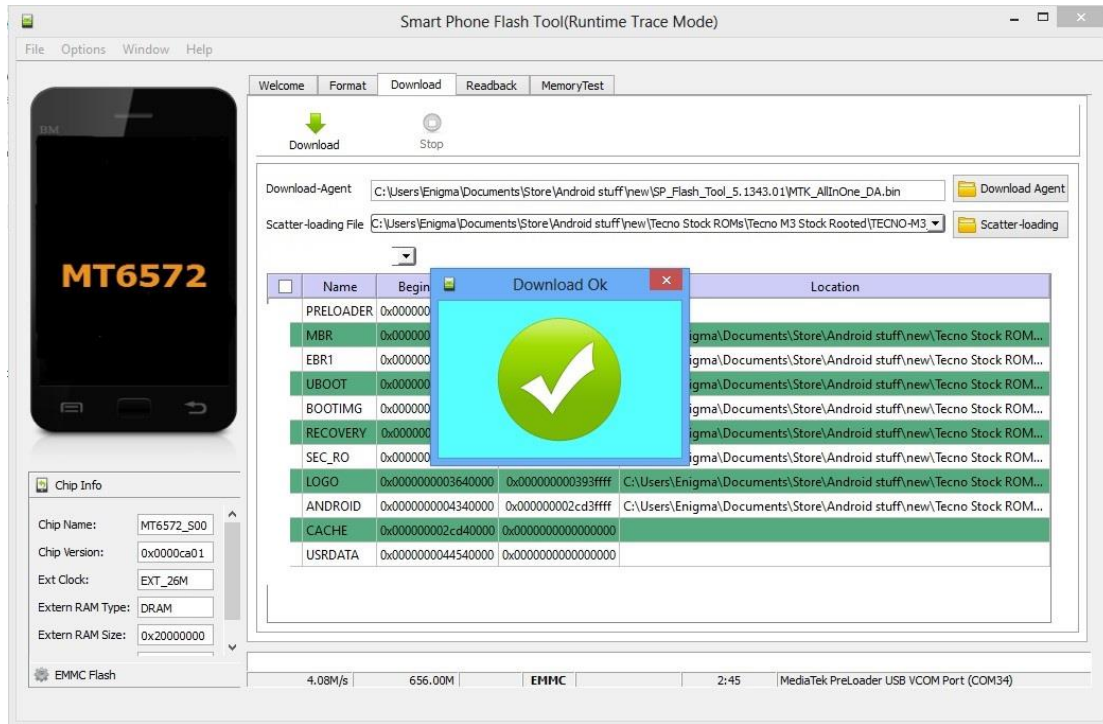 Smart Phone Flash Tool(Runtime Trace Mode)
File Options Window Help
Welcome Format Download Readback MemoryTest
BM
Download Stop
Download-Agent C:\Users\Enigma\Documents\Store\Android stuff\new\SP_Flash_Tool_5.1343.01\MTK_AllInOne_DA.bin Download Agent
Scatter-loading File C:\Users\Enigma\Documents\Store\Android stuff\new\Tecno Stock ROMs\Tecno M3 Stock Rooted\TECNO-M3_ Scatter-loading
MT6572
Download Ok
Name Begin Location
PRELOADER 0x000000
MBR 0x000000 igma\Documents\Store\Android stuff\new\Tecno Stock ROM...
EBR1 0x000000 igma\Documents\Store\Android stuff\new\Tecno Stock ROM...
UBOOT 0x000000 igma\Documents\Store\Android stuff\new\Tecno Stock ROM...
BOOTIMG 0x000000 igma\Documents\Store\Android stuff\new\Tecno Stock ROM...
RECOVERY 0x000000 igma\Documents\Store\Android stuff\new\Tecno Stock ROM...
SEC_RO 0x000000 igma\Documents\Store\Android stuff\new\Tecno Stock ROM...
LOGO 0x0000000003640000 0x000000000393ffff C:\Users\Enigma\Documents\Store\Android stuff\new\Tecno Stock ROM...
ANDROID 0x0000000004340000 0x000000002cd3ffff C:\Users\Enigma\Documents\Store\Android stuff\new\Tecno Stock ROM...
CACHE 0x000000002cd40000 0x0000000000000000
USRDATA 0x0000000044540000 0x0000000000000000
Chip Info
Chip Name: MT6572_S00
Chip Version: 0x0000ca01
Ext Clock: EXT_26M
Extern RAM Type: DRAM
Extern RAM Size: 0x20000000
EMMC Flash
4.08M/s 656.00M EMMC 2:45 MediaTek PreLoader USB VCOM Port (COM34)